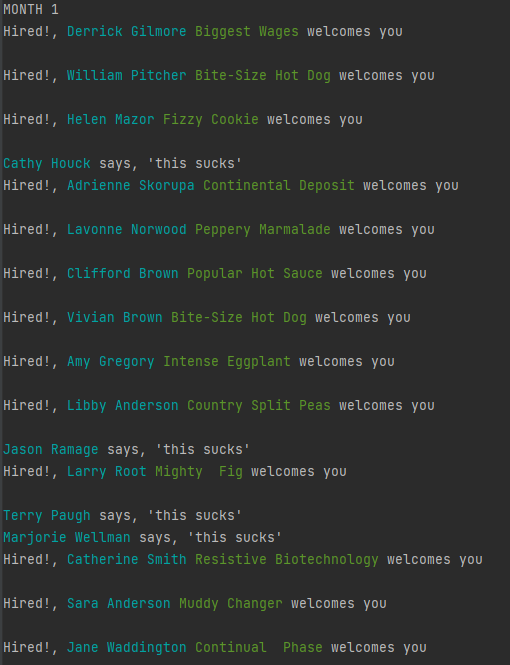 MONTH 1
Hired!, Derrick Gilmore Biggest Wages welcomes you
Hired!, William Pitcher Bite-Size Hot Dog welcomes you
Hired!, Helen Mazor Fizzy Cookie welcomes you
Cathy Houck says, 'this sucks'
Hired!, Adrienne Skorupa Continental Deposit welcomes you
Hired!, Lavonne Norwood Peppery Marmalade welcomes you
Hired!, Clifford Brown Popular Hot Sauce welcomes you
Hired!, Vivian Brown Bite-Size Hot Dog welcomes you
Hired!, Amy Gregory Intense Eggplant welcomes you
Hired!, Libby Anderson Country Split Peas welcomes you
Jason Ramage says, 'this sucks'
Hired!, Larry Root Mighty  Fig welcomes you
Terry Paugh says, 'this sucks'
Marjorie Wellman says, 'this sucks'
Hired!, Catherine Smith Resistive Biotechnology welcomes you
Hired!, Sara Anderson Muddy Changer welcomes you
Hired!, Jane Waddington Continual  Phase welcomes you